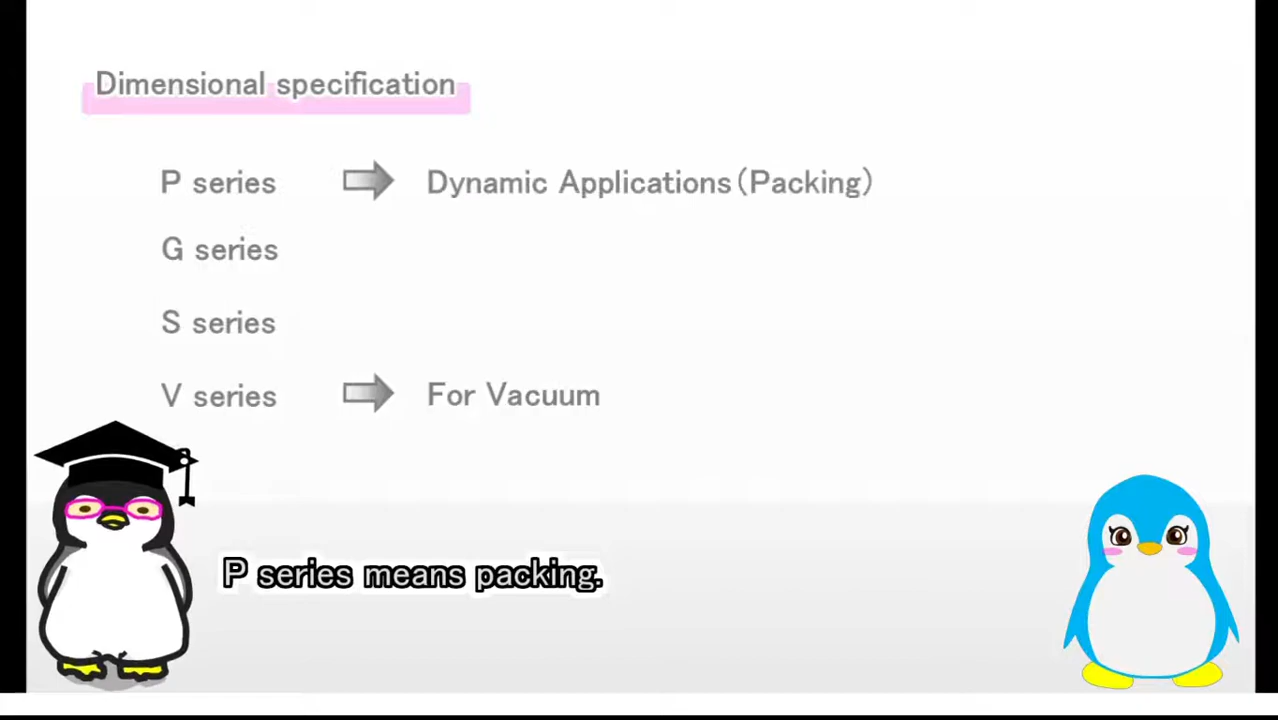 Dimensional specification
P series Dynamic Applications(Packing)
G series
S series
V series For Vacuum
P series means packing.